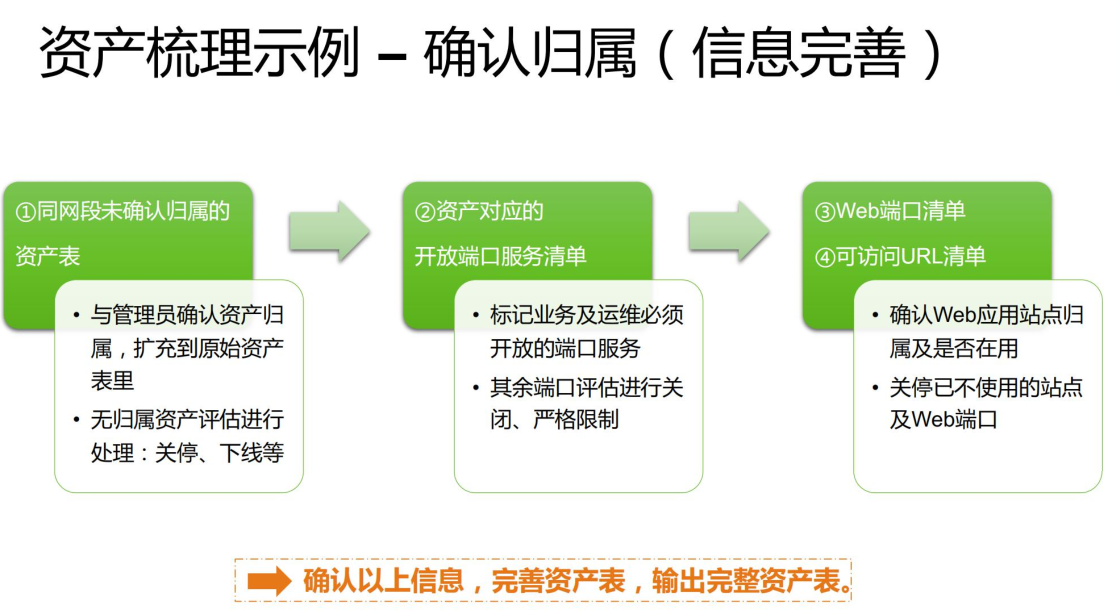 资产梳理示例 – 确认归属（信息完善）
①同网段未确认归属的
资产表
• 与管理员确认资产归
属，扩充到原始资产
表里
• 无归属资产评估进行
处理：关停、下线等
②资产对应的
开放端口服务清单
• 标记业务及运维必须
开放的端口服务
• 其余端口评估进行关
闭、严格限制
③Web端口清单
④可访问URL清单
• 确认Web应用站点归
属及是否在用
• 关停已不使用的站点
及Web端口
确认以上信息，完善资产表，输出完整资产表。